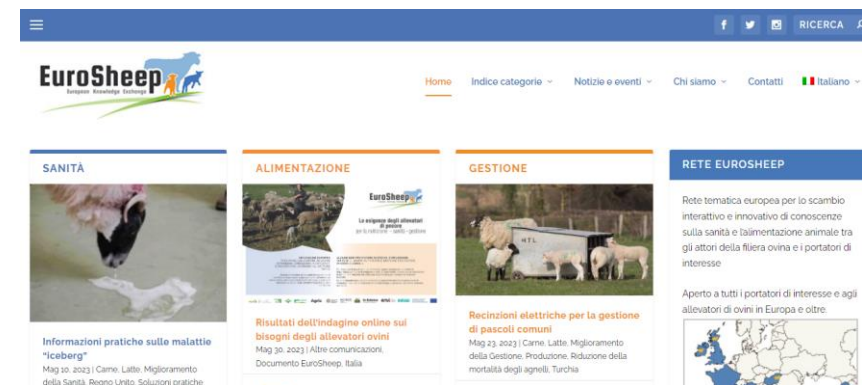 RICERCA
EuroSheep
European Knowledge Exchange
Home
Indice categorie
Notizie e eventi
Chi siamo
Contatti
Italiano
SANITÀ
Informazioni pratiche sulle malattie
"iceberg"
Mag 10, 2023 | Carne, Latte, Miglioramento
della Sanità, Regno Unito, Soluzioni pratiche
ALIMENTAZIONE
EuroSheep
Le esigenze degli allevatori
di pecore
Risultati dell'indagine online sui
bisogni degli allevatori ovini
Mag 30, 2023 | Altre comunicazioni,
Documento EuroSheep, Italia
GESTIONE
Recinzioni elettriche per la gestione
di pascoli comuni
Mag 23, 2023 | Carne, Latte, Miglioramento
della Gestione, Produzione, Riduzione della
mortalità degli agnelli, Turchia
RETE EUROSHEEP
Rete tematica europea per lo scambio
interattivo e innovativo di conoscenze
sulla sanità e l'alimentazione animale tra
gli attori della filiera ovina e i portatori di
interesse
Aperto a tutti i portatori di interesse e agli
allevatori di ovini in Europa e oltre.